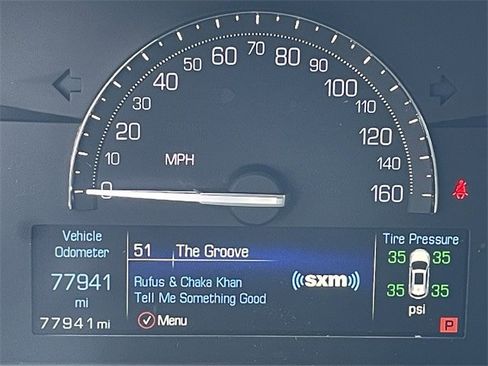 0
10
20
30
40
50
60
70
80
90
100
110
120
140
160
MPH
Vehicle
Odometer
77941
mi
77941 mi
51 The Groove
Rufus & Chaka Khan
Tell Me Something Good
Menu
((sxm))
Tire Pressure
35 35
35 35
psi
P